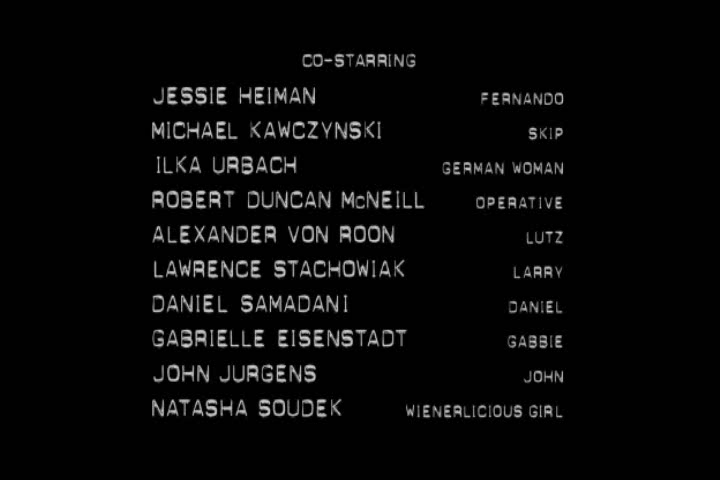 CO-STARRING
JESSIE HEIMAN FERNANDO
MICHAEL KAWCZYNSKI SKIP
ILKA URBACH GERMAN WOMAN
ROBERT DUNCAN McNEILL OPERATIVE
ALEXANDER VON ROON LUTZ
LAWRENCE STACHOWIAK LARRY
DANIEL SAMADANI DANIEL
GABRIELLE EISENSTADT GABBIE
JOHN JURGENS JOHN
NATASHA SOUDEK WIENERLICIOUS GIRL